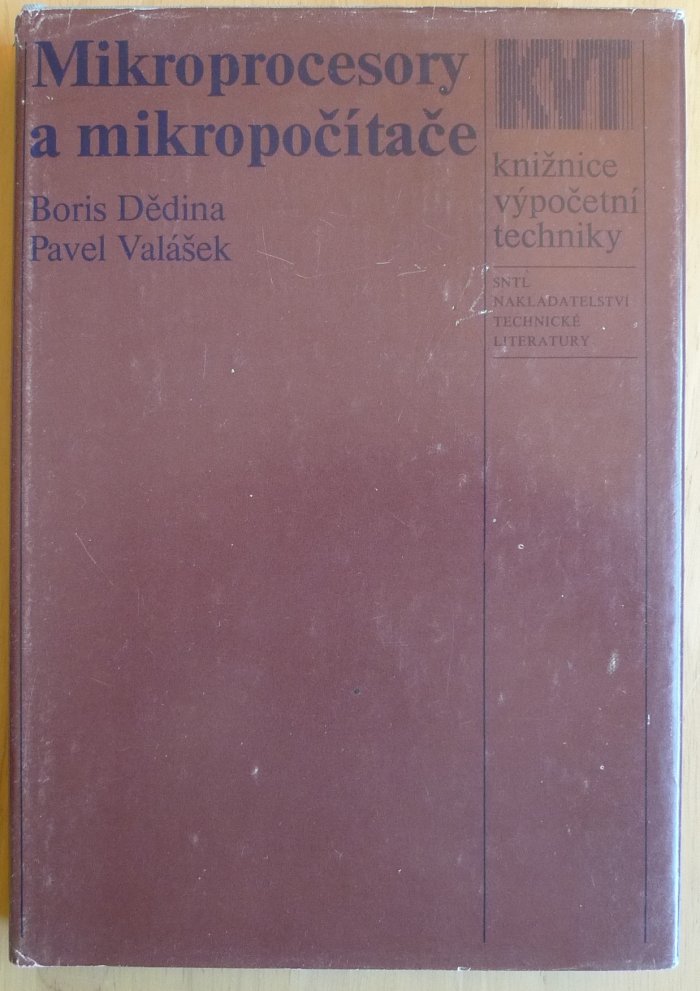 Mikroprocesory
a mikropočítače
Boris Dědina
Pavel Valášek
KVT
knižnice
výpočetní
techniky
SNTL
NAKLADATELSTVÍ
TECHNICKÉ
LITERATURY